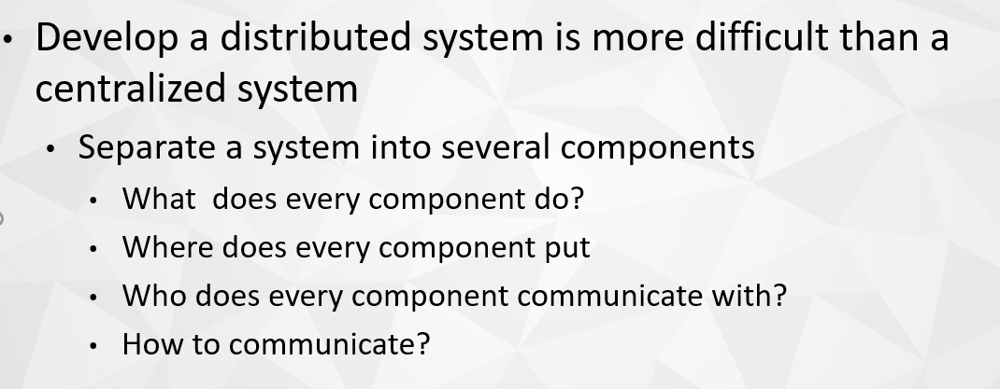 • Develop a distributed system is more difficult than a
centralized system
• Separate a system into several components
• What  does every component do?
• Where does every component put
• Who does every component communicate with?
• How to communicate?